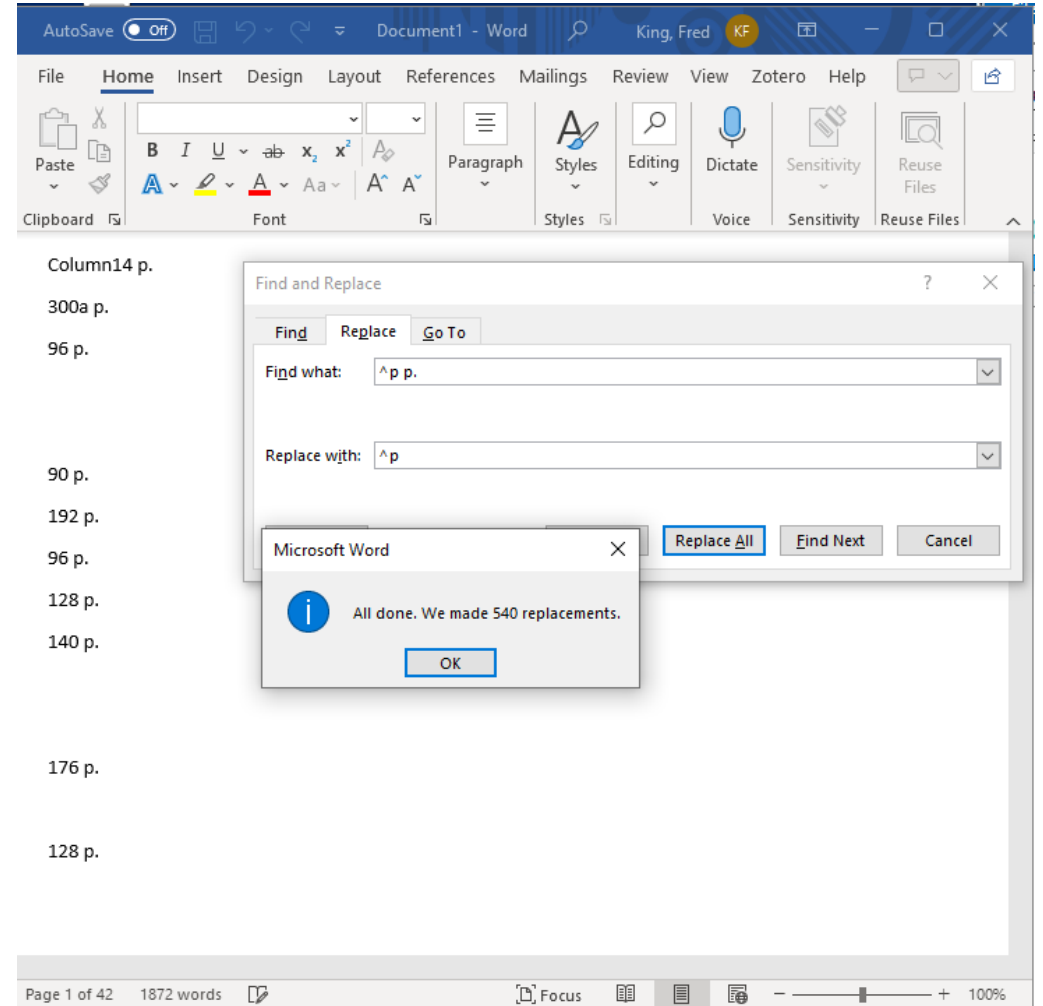 AutoSave Off Document1 - Word King, Fred KF
File Home Insert Design Layout References Mailings Review View Zotero Help
B I U ab x2 x2 A
Paste Paragraph Styles Editing Dictate Sensitivity Reuse Files
A A Aa A A
Clipboard Font Styles Voice Sensitivity Reuse Files
Column14 p.
300a p.
96 p.
90 p.
192 p.
96 p.
128 p.
140 p.
176 p.
128 p.
Find and Replace ?
Find Replace Go To
Find what: ^p p.
Replace with: ^p
Replace All Find Next Cancel
Microsoft Word
All done. We made 540 replacements.
OK
Page 1 of 42 1872 words Focus 100%